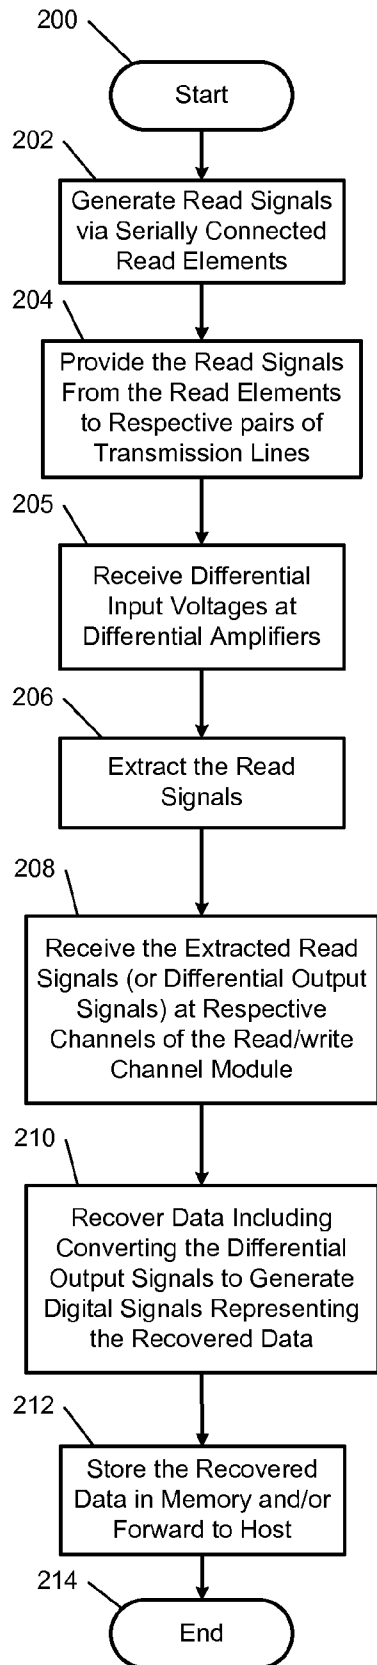 200
Start
202
Generate Read Signals
via Serially Connected
Read Elements
204
Provide the Read Signals
From the Read Elements
to Respective pairs of
Transmission Lines
205
Receive Differential
Input Voltages at
Differential Amplifiers
206
Extract the Read
Signals
208
Receive the Extracted Read
Signals (or Differential Output
Signals) at Respective
Channels of the Read/write
Channel Module
210
Recover Data Including
Converting the Differential
Output Signals to Generate
Digital Signals Representing
the Recovered Data
212
Store the Recovered
Data in Memory and/or
Forward to Host
214
End